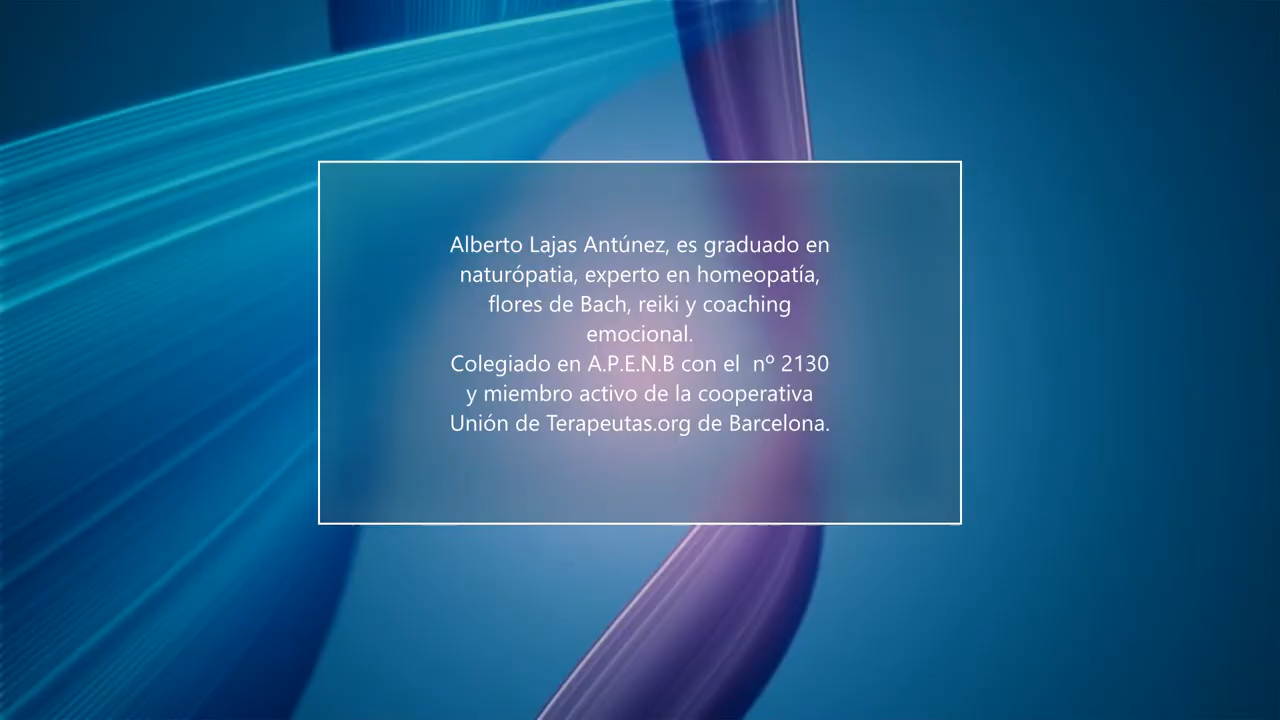 Alberto Lajas Antúnez, es graduado en
naturópatia, experto en homeopatía,
flores de Bach, reiki y coaching
emocional.
Colegiado en A.P.E.N.B con el  nº 2130
y miembro activo de la cooperativa
Unión de Terapeutas.org de Barcelona.